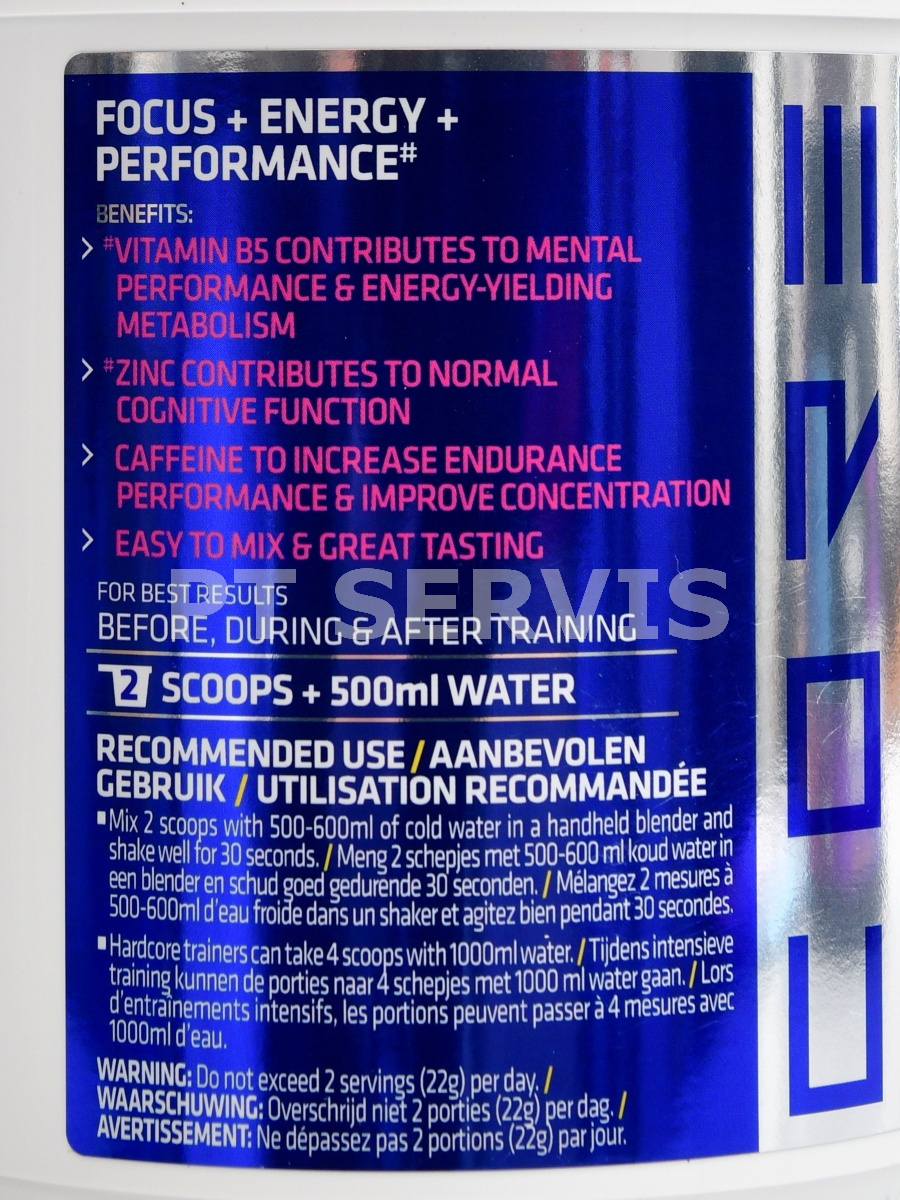 FOCUS + ENERGY +
PERFORMANCE#
BENEFITS:
> #VITAMIN B5 CONTRIBUTES TO MENTAL
PERFORMANCE & ENERGY-YIELDING
METABOLISM
> #ZINC CONTRIBUTES TO NORMAL
COGNITIVE FUNCTION
> CAFFEINE TO INCREASE ENDURANCE
PERFORMANCE & IMPROVE CONCENTRATION
> EASY TO MIX & GREAT TASTING
PT SERVIS
FOR BEST RESULTS
BEFORE, DURING & AFTER TRAINING
2 SCOOPS + 500ml WATER
RECOMMENDED USE / AANBEVOLEN
GEBRUIK / UTILISATION RECOMMANDÉE
▪Mix 2 scoops with 500-600ml of cold water in a handheld blender and
shake well for 30 seconds. / Meng 2 schepjes met 500-600 ml koud water in
een blender en schud goed gedurende 30 seconden. / Mélangez 2 mesures à
500-600ml d'eau froide dans un shaker et agitez bien pendant 30 secondes.
▪Hardcore trainers can take 4 scoops with 1000ml water. / Tijdens intensieve
training kunnen de porties naar 4 schepjes met 1000 ml water gaan. / Lors
d'entraînements intensifs, les portions peuvent passer à 4 mesures avec
1000ml d'eau.
WARNING: Do not exceed 2 servings (22g) per day. /
WAARSCHUWING: Overschrijd niet 2 porties (22g) per dag. /
AVERTISSEMENT: Ne dépassez pas 2 portions (22g) par jour.